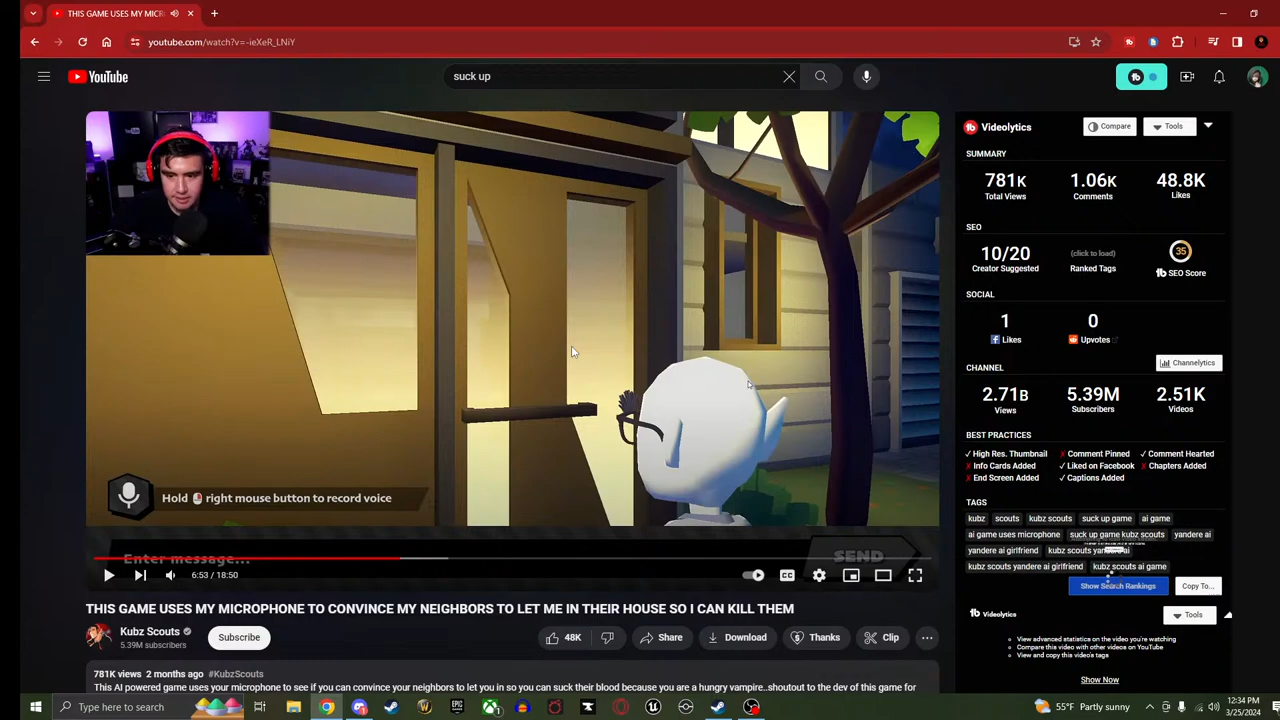 THIS GAME USES MY MICR
youtube.com/watch?v=-ieXeR_LNiY
YouTube
suck up
Hold right mouse button to record voice
Enter message...
SEND
6:53 / 18:50
CC
THIS GAME USES MY MICROPHONE TO CONVINCE MY NEIGHBORS TO LET ME IN THEIR HOUSE SO I CAN KILL THEM
Kubz Scouts
5.39M subscribers
Subscribe
48K
Share
Download
Thanks
Clip
781K views 2 months ago #KubzScouts
This AI powered game uses your microphone to see if you can convince your neighbors to let you in so you can suck their blood because you are a hungry vampire..shoutout to the dev of this game for
Videolytics
Compare
Tools
SUMMARY
781K 1.06K 48.8K
Total Views Comments Likes
SEO
10/20 (click to load) 35
Creator Suggested Ranked Tags tb SEO Score
SOCIAL
1 0
Likes Upvotes
CHANNEL
Channelytics
2.71B 5.39M 2.51K
Views Subscribers Videos
BEST PRACTICES
✓ High Res. Thumbnail ✗ Comment Pinned ✓ Comment Hearted
✗ Info Cards Added ✓ Liked on Facebook ✗ Chapters Added
✗ End Screen Added ✓ Captions Added
TAGS
kubz scouts kubz scouts suck up game ai game
ai game uses microphone suck up game kubz scouts yandere ai
yandere ai girlfriend kubz scouts yandere ai
kubz scouts yandere ai girlfriend kubz scouts ai game
Show Search Rankings Copy To...
Videolytics Tools
View advanced statistics on the video you're watching
Compare this video with other videos on YouTube
View and copy this video's tags
Show Now
Type here to search
55°F Partly sunny
12:34 PM
3/25/2024